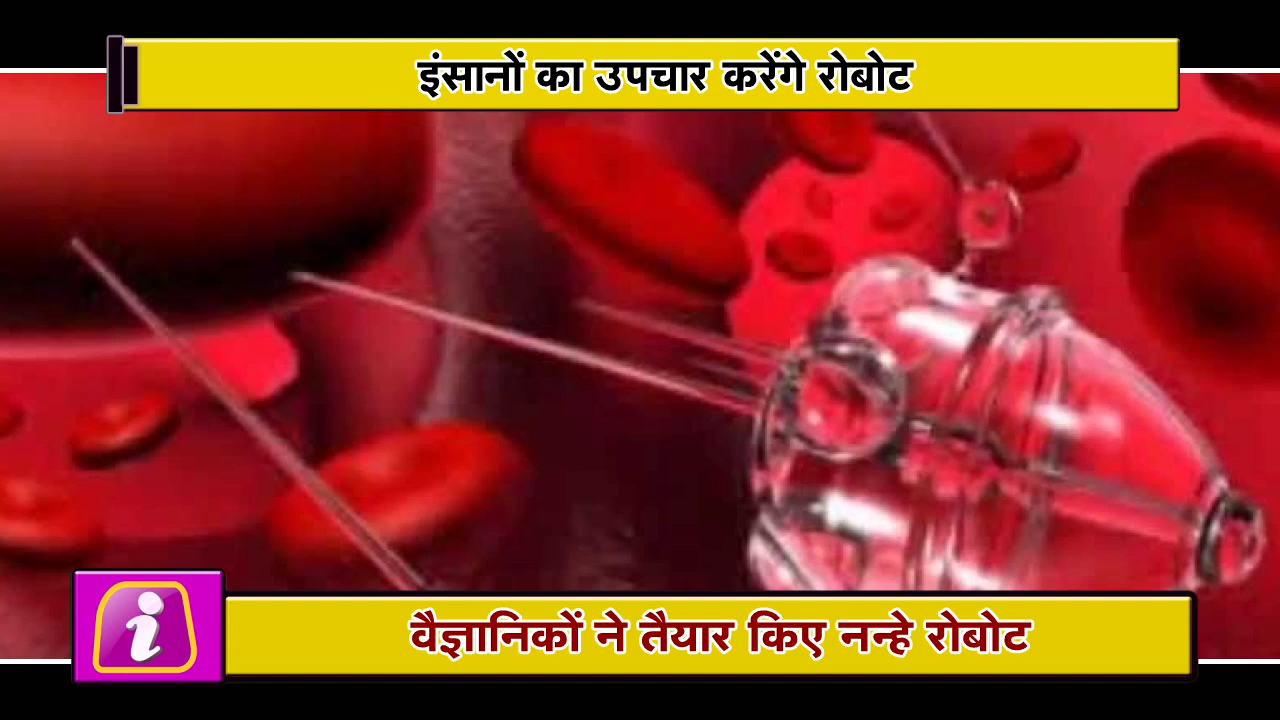 इंसानों का उपचार करेंगे रोबोट
वैज्ञानिकों ने तैयार किए नन्हे रोबोट